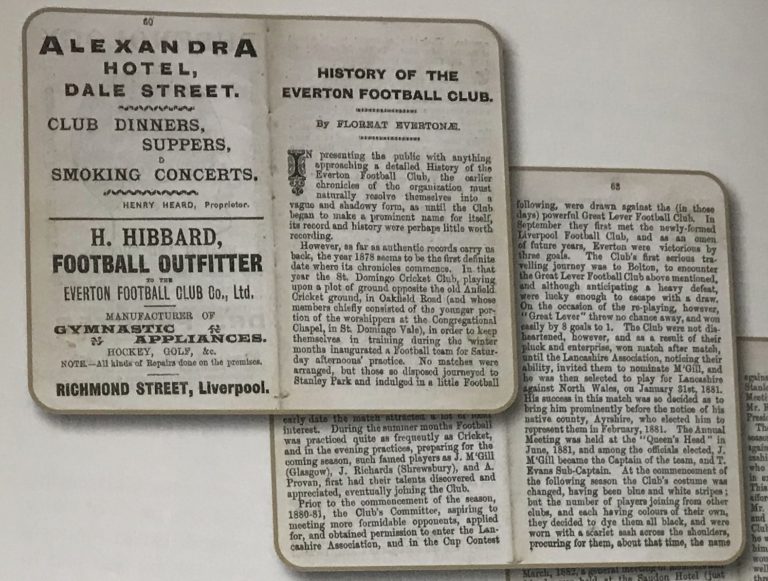 60
ALEXANDRA
HOTEL,
DALE STREET.
CLUB DINNERS,
SUPPERS,
&
SMOKING CONCERTS.
HENRY HEARD, Proprietor.
H. HIBBARD,
FOOTBALL OUTFITTER
TO THE
EVERTON FOOTBALL CLUB Co., Ltd.
MANUFACTURER OF
GYMNASTIC
APPLIANCES.
HOCKEY, GOLF, &c.
NOTE.—All kinds of Repairs done on the premises.
RICHMOND STREET, Liverpool.
HISTORY OF THE
EVERTON FOOTBALL CLUB.
By FLOREAT EVERTONÆ.
IN presenting the public with anything
approaching a detailed History of the
Everton Football Club, the earlier
chronicles of the organization must
naturally resolve themselves into a
vague and shadowy form, as until the Club
began to make a prominent name for itself,
its record and history were perhaps little worth
recording.
However, as far as authentic records carry us
back, the year 1878 seems to be the first definite
date where its chronicles commence. In that
year the St. Domingo Cricket Club, playing
upon a plot of ground opposite the old Anfield
Cricket ground, in Oakfield Road (and whose
members chiefly consisted of the younger por-
tion of the worshippers at the Congregational
Chapel, in St. Domingo Vale), in order to keep
themselves in training during the winter
months inaugurated a Football team for Satur-
day afternoons' practice. No matches were
arranged, but those so disposed journeyed to
Stanley Park and indulged in a little Football
early date the match attracted a lot of
interest. During the summer months Football
was practiced quite as frequently as Cricket,
and in the evening practices, preparing for the
coming season, such famed players as J. M'Gill
(Glasgow), J. Richards (Shrewsbury), and A.
Provan, first had their talents discovered and
appreciated, eventually joining the Club.
Prior to the commencement of the season,
1880-81, the Club's Committee, aspiring to
meeting more formidable opponents, applied
for, and obtained permission to enter the Lan-
cashire Association, and in the Cup Contest
63
following, were drawn against the (in those
days) powerful Great Lever Football Club. In
September they first met the newly-formed
Liverpool Football Club, and as an omen
of future years, Everton were victorious by
three goals. The Club's first serious tra-
velling journey was to Bolton, to encounter
the Great Lever Football Club above mentioned,
and although anticipating a heavy defeat,
were lucky enough to escape with a draw.
On the occasion of the re-playing, however,
"Great Lever" threw no chance away, and won
easily by 8 goals to 1. The Club were not dis-
heartened, however, and as a result of their
pluck and enterprise, won match after match,
until the Lancashire Association, noticing their
ability, invited them to nominate M'Gill, and
he was then selected to play for Lancashire
against North Wales, on January 31st, 1881.
His success in this match was so decided as to
bring him prominently before the notice of his
native county, Ayrshire, who elected him to
represent them in February, 1881. The Annual
Meeting was held at the "Queen's Head" in
June, 1881, and among the officials elected, J.
M'Gill became the Captain of the team, and T.
Evans Sub-Captain. At the commencement of
the following season the Club's costume was
changed, having been blue and white stripes;
but the number of players joining from other
clubs, and each having colours of their own,
they decided to dye them all black, and were
worn with a scarlet sash across the shoulders,
procuring for them, about that time, the name
March, 1882, a general meeting
held at the Sandon Hotel (just